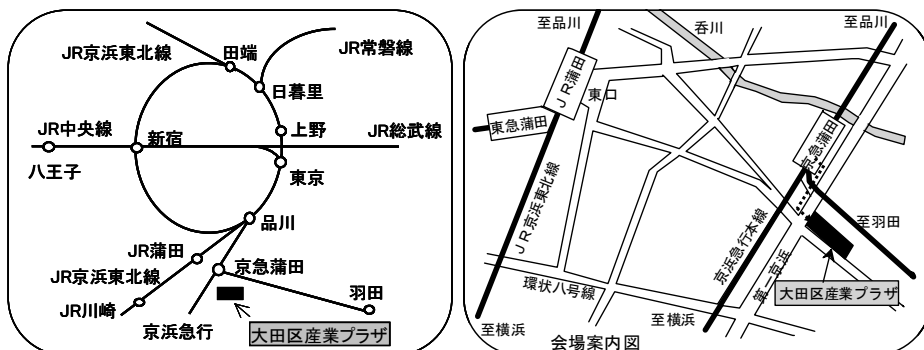 JR京浜東北線
田端
JR常磐線
日暮里
JR中央線
新宿
上野
JR総武線
八王子
東京
品川
JR蒲田
JR京浜東北線
京急蒲田
羽田
JR川崎
京浜急行
大田区産業プラザ
至品川
呑川
至品川
JR蒲田
東口
東急蒲田
京急蒲田
JR京浜東北線
至羽田
京浜急行本線
第一京浜
環状八号線
大田区産業プラザ
至横浜
至横浜
会場案内図